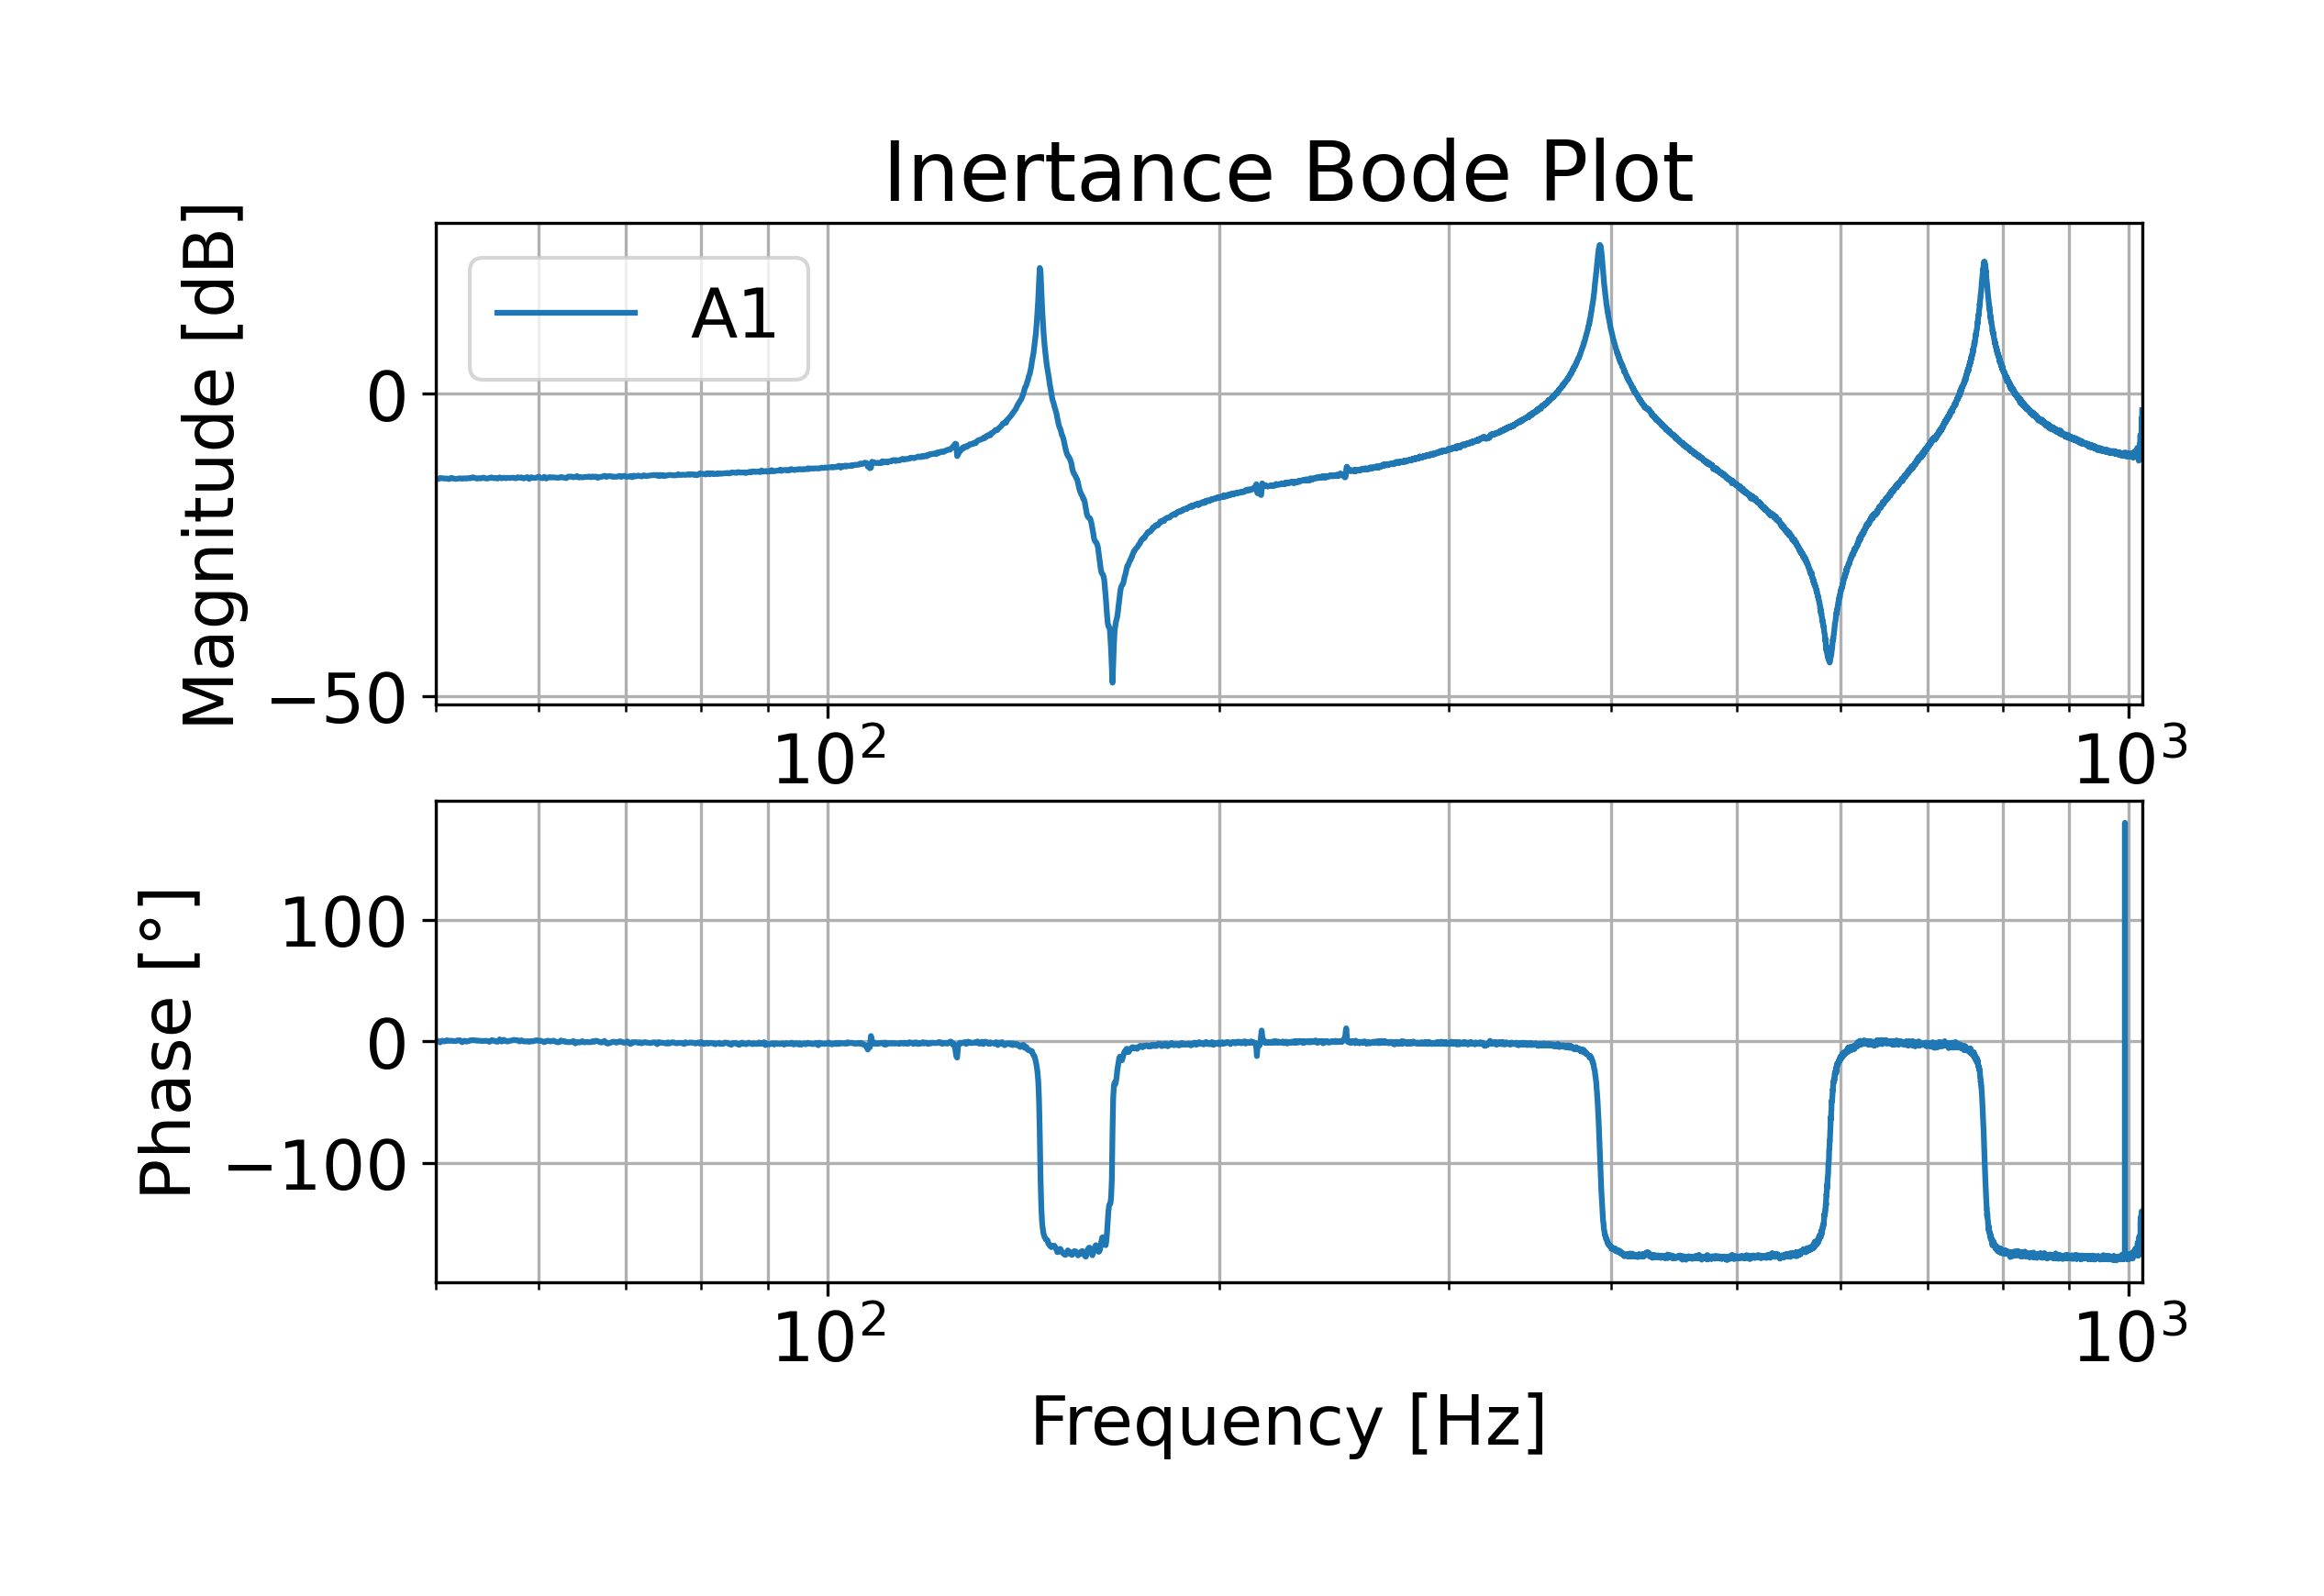 Inertance Bode Plot
Magnitude [dB]
A1
0
−50
10²
10³
Phase [°]
100
0
−100
10²
10³
Frequency [Hz]